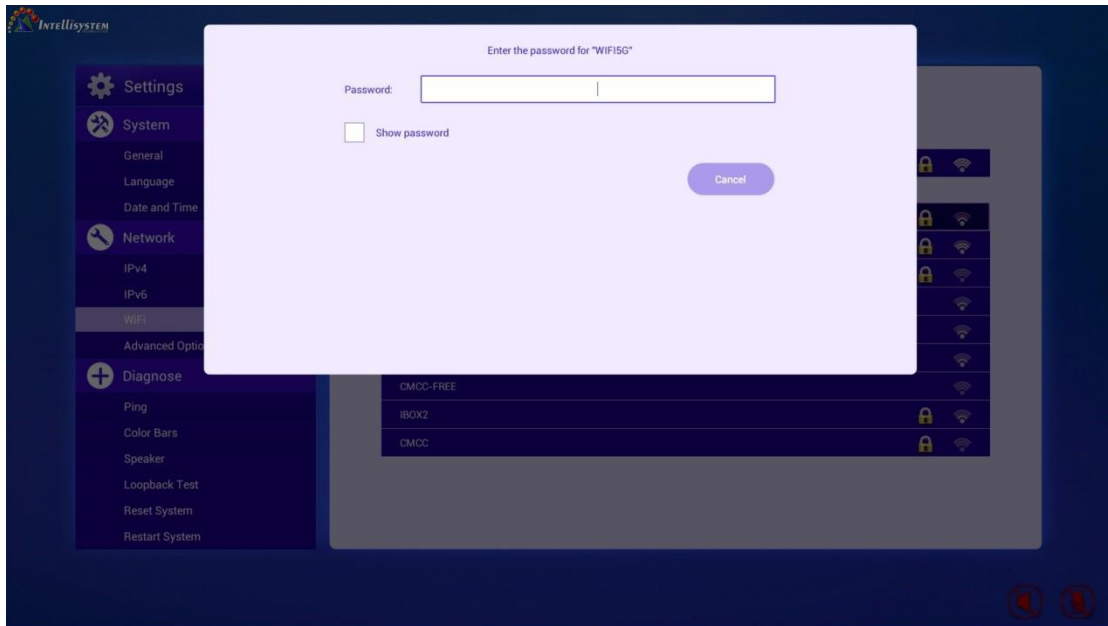 INTELLISYSTEM
Enter the password for "WIFI5G"
Password:
Show password
Cancel
Settings
System
General
Language
Date and Time
Network
IPv4
IPv6
WiFi
Advanced Optio
Diagnose
Ping
Color Bars
Speaker
Loopback Test
Reset System
Restart System
CMCC-FREE
IBOX2
CMCC